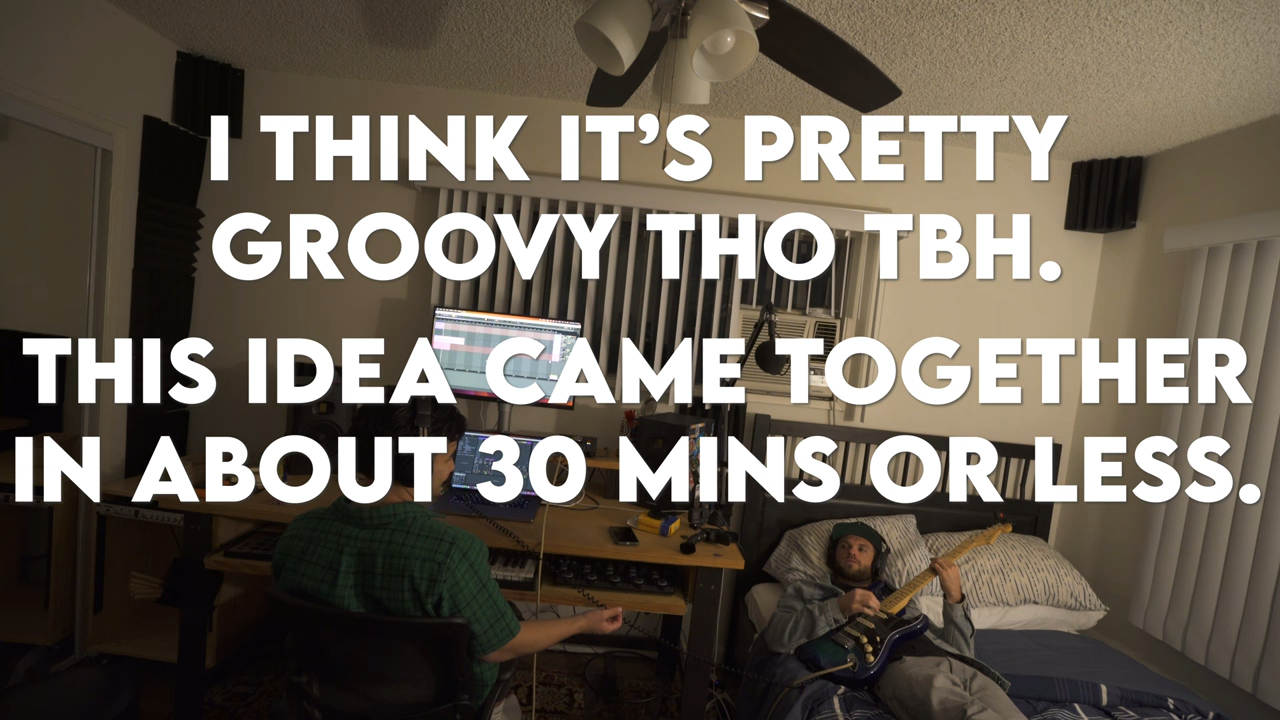 I THINK IT'S PRETTY
GROOVY THO TBH.
THIS IDEA CAME TOGETHER
IN ABOUT 30 MINS OR LESS.